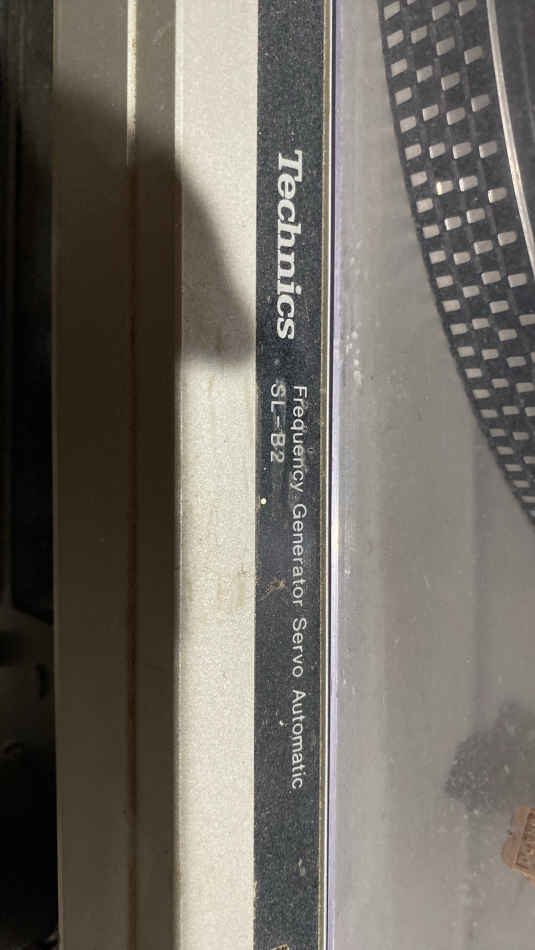 Technics
Frequency Generator Servo Automatic
SL-B2